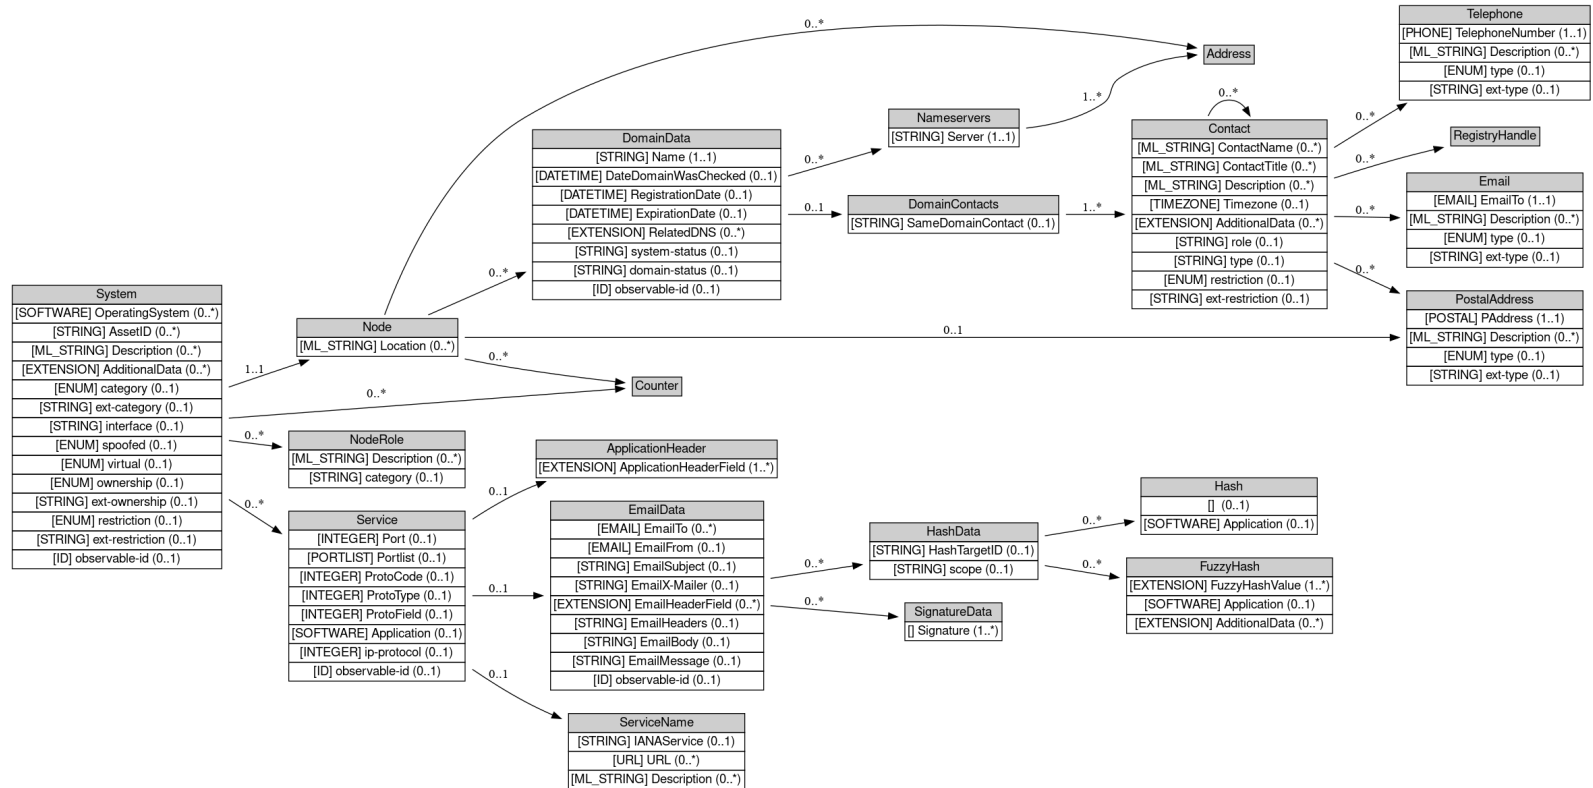 System
[SOFTWARE] OperatingSystem (0..*)
[STRING] AssetID (0..*)
[ML_STRING] Description (0..*)
[EXTENSION] AdditionalData (0..*)
[ENUM] category (0..1)
[STRING] ext-category (0..1)
[STRING] interface (0..1)
[ENUM] spoofed (0..1)
[ENUM] virtual (0..1)
[ENUM] ownership (0..1)
[STRING] ext-ownership (0..1)
[ENUM] restriction (0..1)
[STRING] ext-restriction (0..1)
[ID] observable-id (0..1)
1..1
0..*
0..*
0..*
Node
[ML_STRING] Location (0..*)
0..*
0..*
0..1
0..*
NodeRole
[ML_STRING] Description (0..*)
[STRING] category (0..1)
Service
[INTEGER] Port (0..1)
[PORTLIST] Portlist (0..1)
[INTEGER] ProtoCode (0..1)
[INTEGER] ProtoType (0..1)
[INTEGER] ProtoField (0..1)
[SOFTWARE] Application (0..1)
[INTEGER] ip-protocol (0..1)
[ID] observable-id (0..1)
0..1
0..1
0..1
DomainData
[STRING] Name (1..1)
[DATETIME] DateDomainWasChecked (0..1)
[DATETIME] RegistrationDate (0..1)
[DATETIME] ExpirationDate (0..1)
[EXTENSION] RelatedDNS (0..*)
[STRING] system-status (0..1)
[STRING] domain-status (0..1)
[ID] observable-id (0..1)
0..*
0..1
Counter
ApplicationHeader
[EXTENSION] ApplicationHeaderField (1..*)
EmailData
[EMAIL] EmailTo (0..*)
[EMAIL] EmailFrom (0..1)
[STRING] EmailSubject (0..1)
[STRING] EmailX-Mailer (0..1)
[EXTENSION] EmailHeaderField (0..*)
[STRING] EmailHeaders (0..1)
[STRING] EmailBody (0..1)
[STRING] EmailMessage (0..1)
[ID] observable-id (0..1)
0..*
0..*
ServiceName
[STRING] IANAService (0..1)
[URL] URL (0..*)
[ML_STRING] Description (0..*)
Nameservers
[STRING] Server (1..1)
1..*
DomainContacts
[STRING] SameDomainContact (0..1)
1..*
HashData
[STRING] HashTargetID (0..1)
[STRING] scope (0..1)
0..*
0..*
SignatureData
[] Signature (1..*)
Address
0..*
Contact
[ML_STRING] ContactName (0..*)
[ML_STRING] ContactTitle (0..*)
[ML_STRING] Description (0..*)
[TIMEZONE] Timezone (0..1)
[EXTENSION] AdditionalData (0..*)
[STRING] role (0..1)
[STRING] type (0..1)
[ENUM] restriction (0..1)
[STRING] ext-restriction (0..1)
0..*
0..*
0..*
0..*
Hash
[] (0..1)
[SOFTWARE] Application (0..1)
FuzzyHash
[EXTENSION] FuzzyHashValue (1..*)
[SOFTWARE] Application (0..1)
[EXTENSION] AdditionalData (0..*)
Telephone
[PHONE] TelephoneNumber (1..1)
[ML_STRING] Description (0..*)
[ENUM] type (0..1)
[STRING] ext-type (0..1)
RegistryHandle
Email
[EMAIL] EmailTo (1..1)
[ML_STRING] Description (0..*)
[ENUM] type (0..1)
[STRING] ext-type (0..1)
PostalAddress
[POSTAL] PAddress (1..1)
[ML_STRING] Description (0..*)
[ENUM] type (0..1)
[STRING] ext-type (0..1)